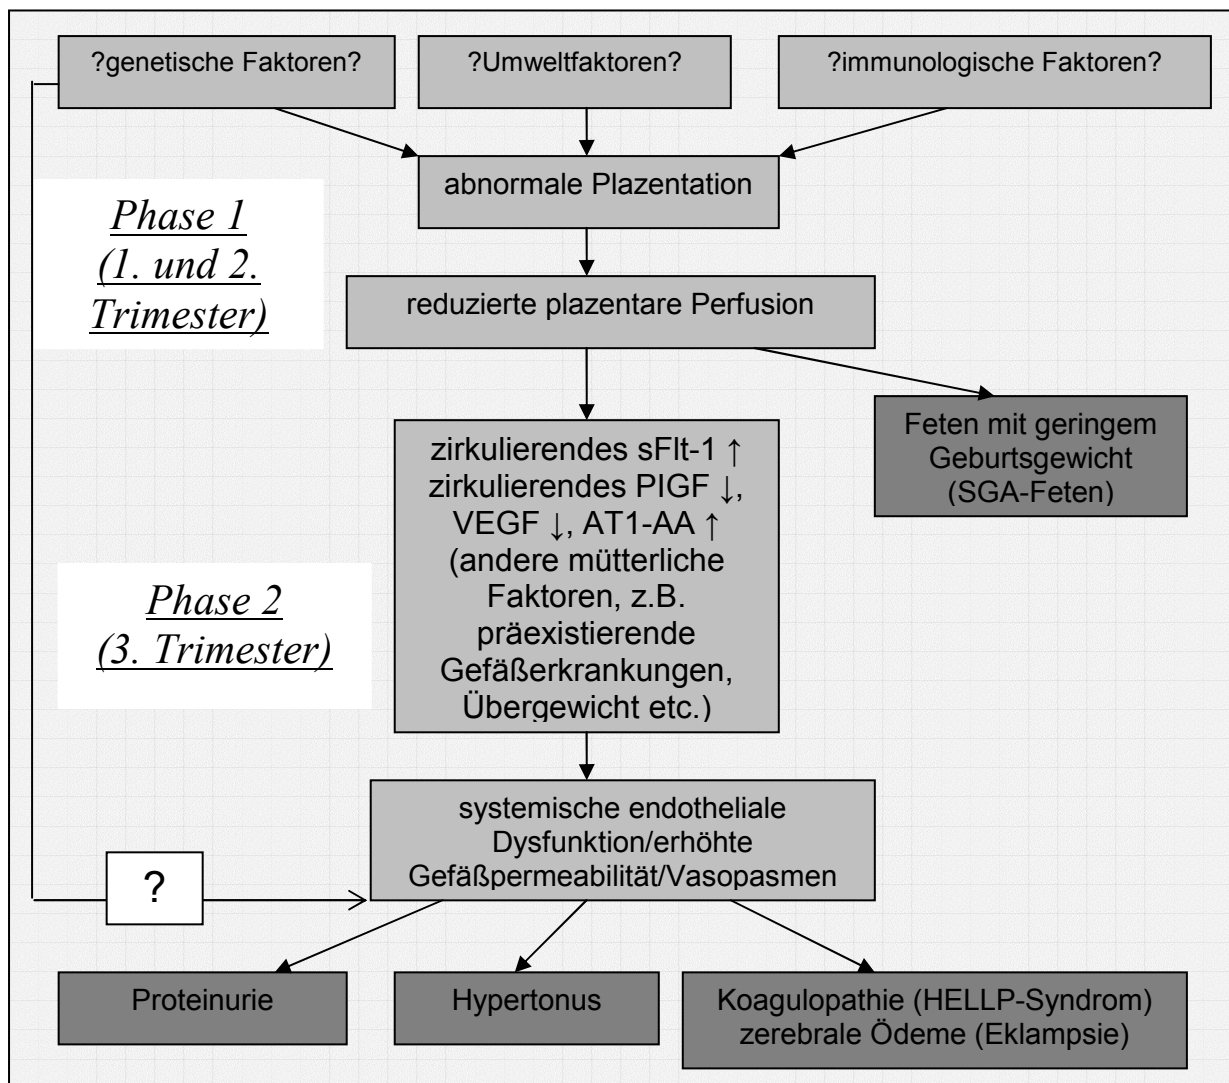 ?genetische Faktoren?
?Umweltfaktoren?
?immunologische Faktoren?
abnormale Plazentation
Phase 1
(1. und 2.
Trimester)
reduzierte plazentare Perfusion
Feten mit geringem
Geburtsgewicht
(SGA-Feten)
zirkulierendes sFlt-1 ↑
zirkulierendes PIGF ↓,
VEGF ↓, AT1-AA ↑
(andere mütterliche
Faktoren, z.B.
präexistierende
Gefäßerkrankungen,
Übergewicht etc.)
Phase 2
(3. Trimester)
systemische endotheliale
Dysfunktion/erhöhte
Gefäßpermeabilität/Vasopasmen
?
Proteinurie
Hypertonus
Koagulopathie (HELLP-Syndrom)
zerebrale Ödeme (Eklampsie)